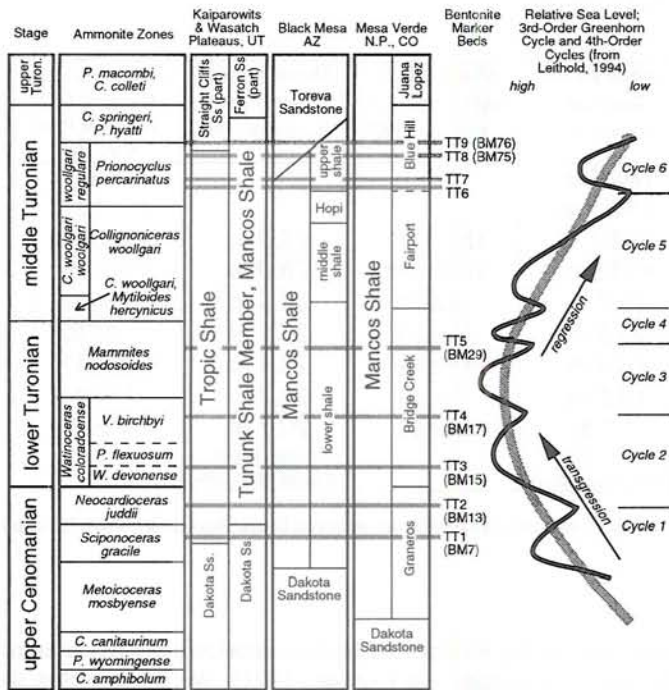 Stage
Ammonite Zones
Kaiparowits
& Wasatch
Plateaus, UT
Black Mesa
AZ
Mesa Verde
N.P., CO
Bentonite
Marker
Beds
Relative Sea Level;
3rd-Order Greenhorn
Cycle and 4th-Order
Cycles (from
Leithold, 1994)
high
low
upper
Turon.
middle Turonian
lower Turonian
upper Cenomanian
P. macombi,
C. colleti
C. springeri,
P. hyatti
woollgari
regulare
Prionocyclus
percarinatus
C. woolgari
woollgari
Collignoniceras
woollgari
C. woollgari,
Mytiloides
hercynicus
Mammites
nodosoides
Watinoceras
coloradoense
V. birchbyi
P. flexuosum
W. devonense
Neocardioceras
juddii
Sciponoceras
gracile
Metoicoceras
mosbyense
C. canitaurinum
P. wyomingense
C. amphibolum
Straight Cliffs
Ss (part)
Tropic Shale
Dakota Ss.
Ferron Ss
(part)
Tununk Shale Member, Mancos Shale
Dakota Ss
Toreva
Sandstone
Mancos Shale
upper
shale
Hopi
middle
shale
lower shale
Dakota
Sandstone
Mancos Shale
Juana
Lopez
Blue Hill
Fairport
Bridge Creek
Graneros
Dakota
Sandstone
TT9 (BM76)
TT8 (BM75)
TT7
TT6
TT5
(BM29)
TT4
(BM17)
TT3
(BM15)
TT2
(BM13)
TT1
(BM7)
regression
transgression
Cycle 6
Cycle 5
Cycle 4
Cycle 3
Cycle 2
Cycle 1